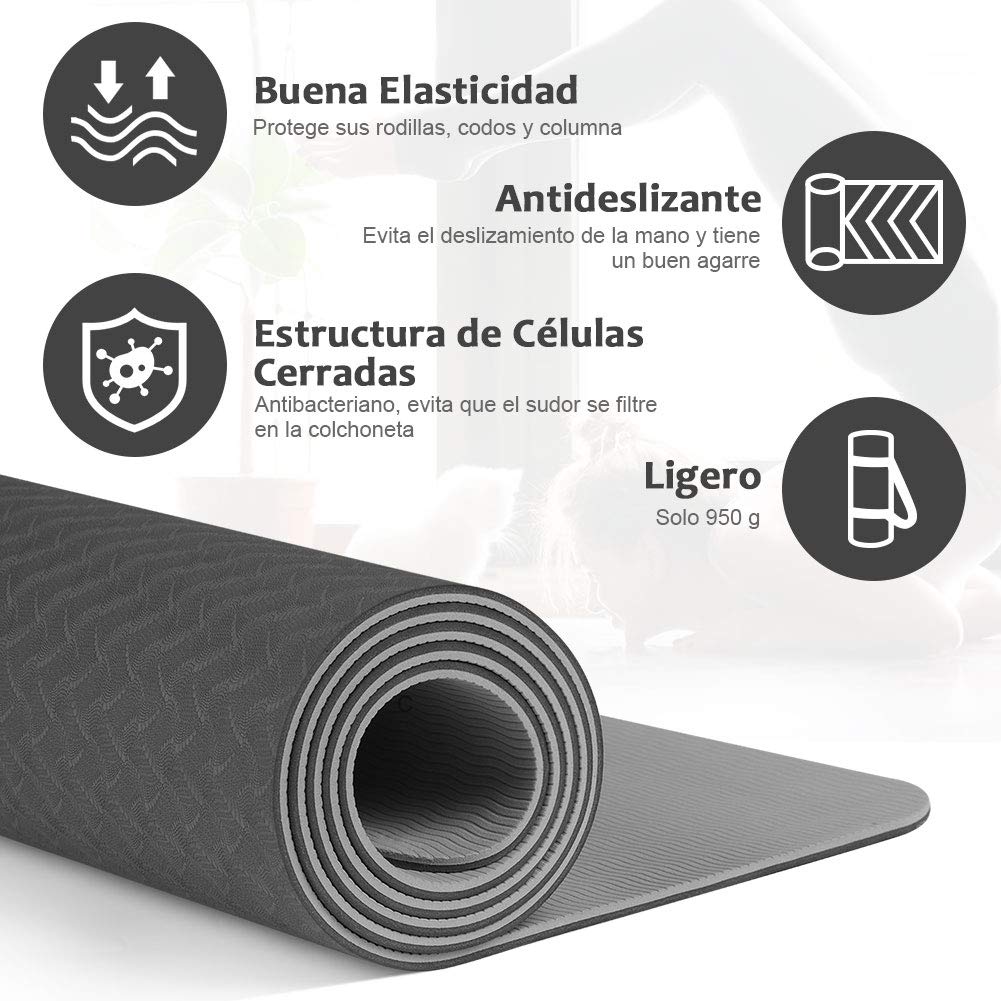 Buena Elasticidad
Protege sus rodillas, codos y columna
Antideslizante
Evita el deslizamiento de la mano y tiene
un buen agarre
Estructura de Células
Cerradas
Antibacteriano, evita que el sudor se filtre
en la colchoneta
Ligero
Solo 950 g
C
C